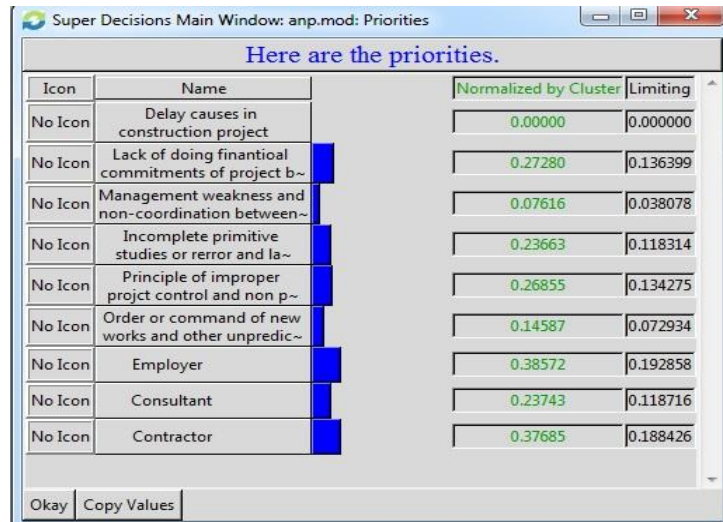 Super Decisions Main Window: anp.mod: Priorities
Here are the priorities.
Icon Name Normalized by Cluster Limiting
No Icon Delay causes in
construction project 0.00000 0.000000
No Icon Lack of doing finantioal
commitments of project b~ 0.27280 0.136399
No Icon Management weakness and
non-coordination between~ 0.07616 0.038078
No Icon Incomplete primitive
studies or rerror and la~ 0.23663 0.118314
No Icon Principle of improper
projct control and non p~ 0.26855 0.134275
No Icon Order or command of new
works and other unpredic~ 0.14587 0.072934
No Icon Employer 0.38572 0.192858
No Icon Consultant 0.23743 0.118716
No Icon Contractor 0.37685 0.188426
Okay Copy Values